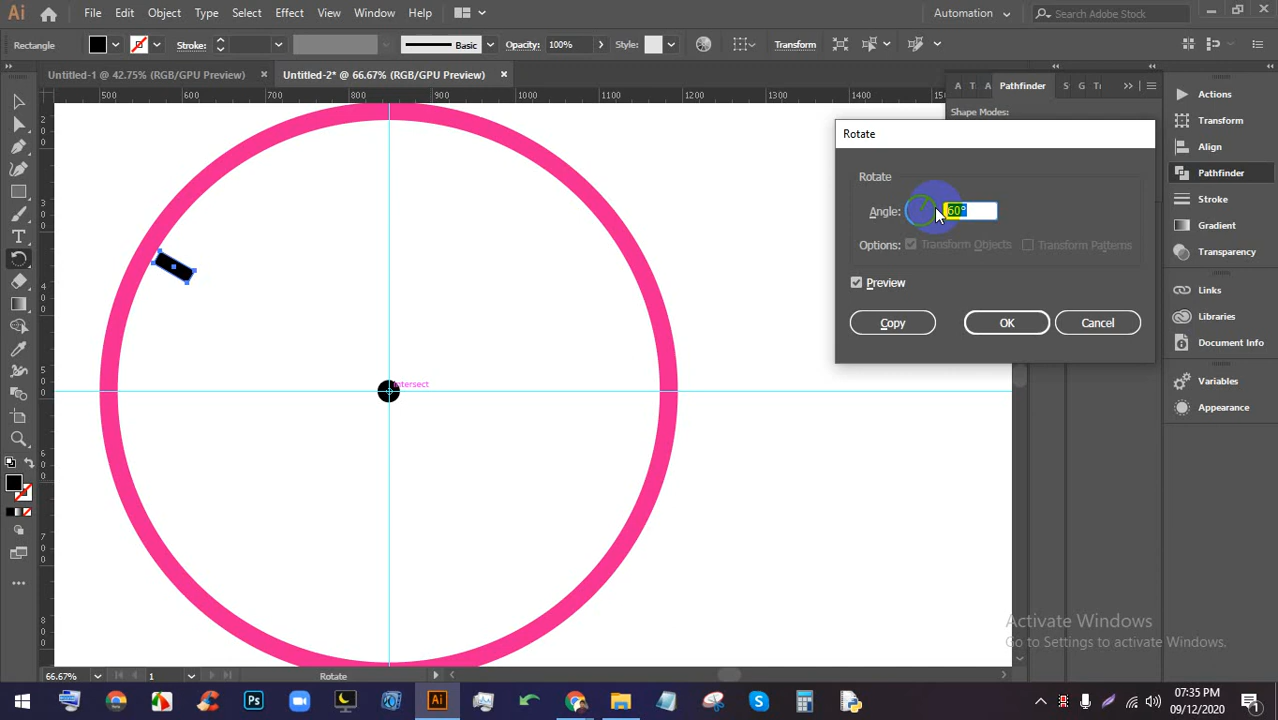 Ai File Edit Object Type Select Effect View Window Help Automation Search Adobe Stock
Rectangle Stroke: Basic Opacity: 100% Style: Transform
Untitled-1 @ 42.75% (RGB/GPU Preview) × Untitled-2* @ 66.67% (RGB/GPU Preview) ×
500 600 700 800 900 1000 1100 1200 1300 1400
A T A Pathfinder S G
Shape Modes:
Actions
Transform
Align
Pathfinder
Stroke
Gradient
Transparency
Links
Libraries
Document Info
Variables
Appearance
Rotate
Rotate
Angle: 60°
Options: Transform Objects Transform Patterns
Preview
Copy OK Cancel
2
0
0
3
0
0
4
0
0
5
0
0
6
0
0
7
0
0
8
0
0
intersect
Activate Windows
Go to Settings to activate Windows.
66.67% 1 Rotate
Ps Ai
07:35 PM
09/12/2020